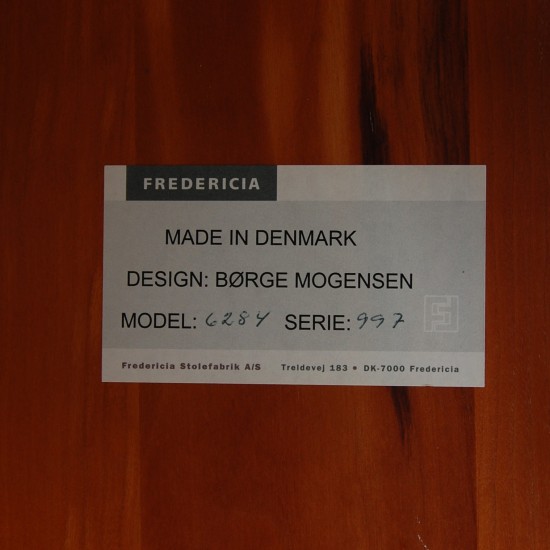 FREDERICIA
MADE IN DENMARK
DESIGN: BØRGE MOGENSEN
MODEL: 6284 SERIE: 997
Fredericia Stolefabrik A/S Treldevej 183 • DK-7000 Fredericia